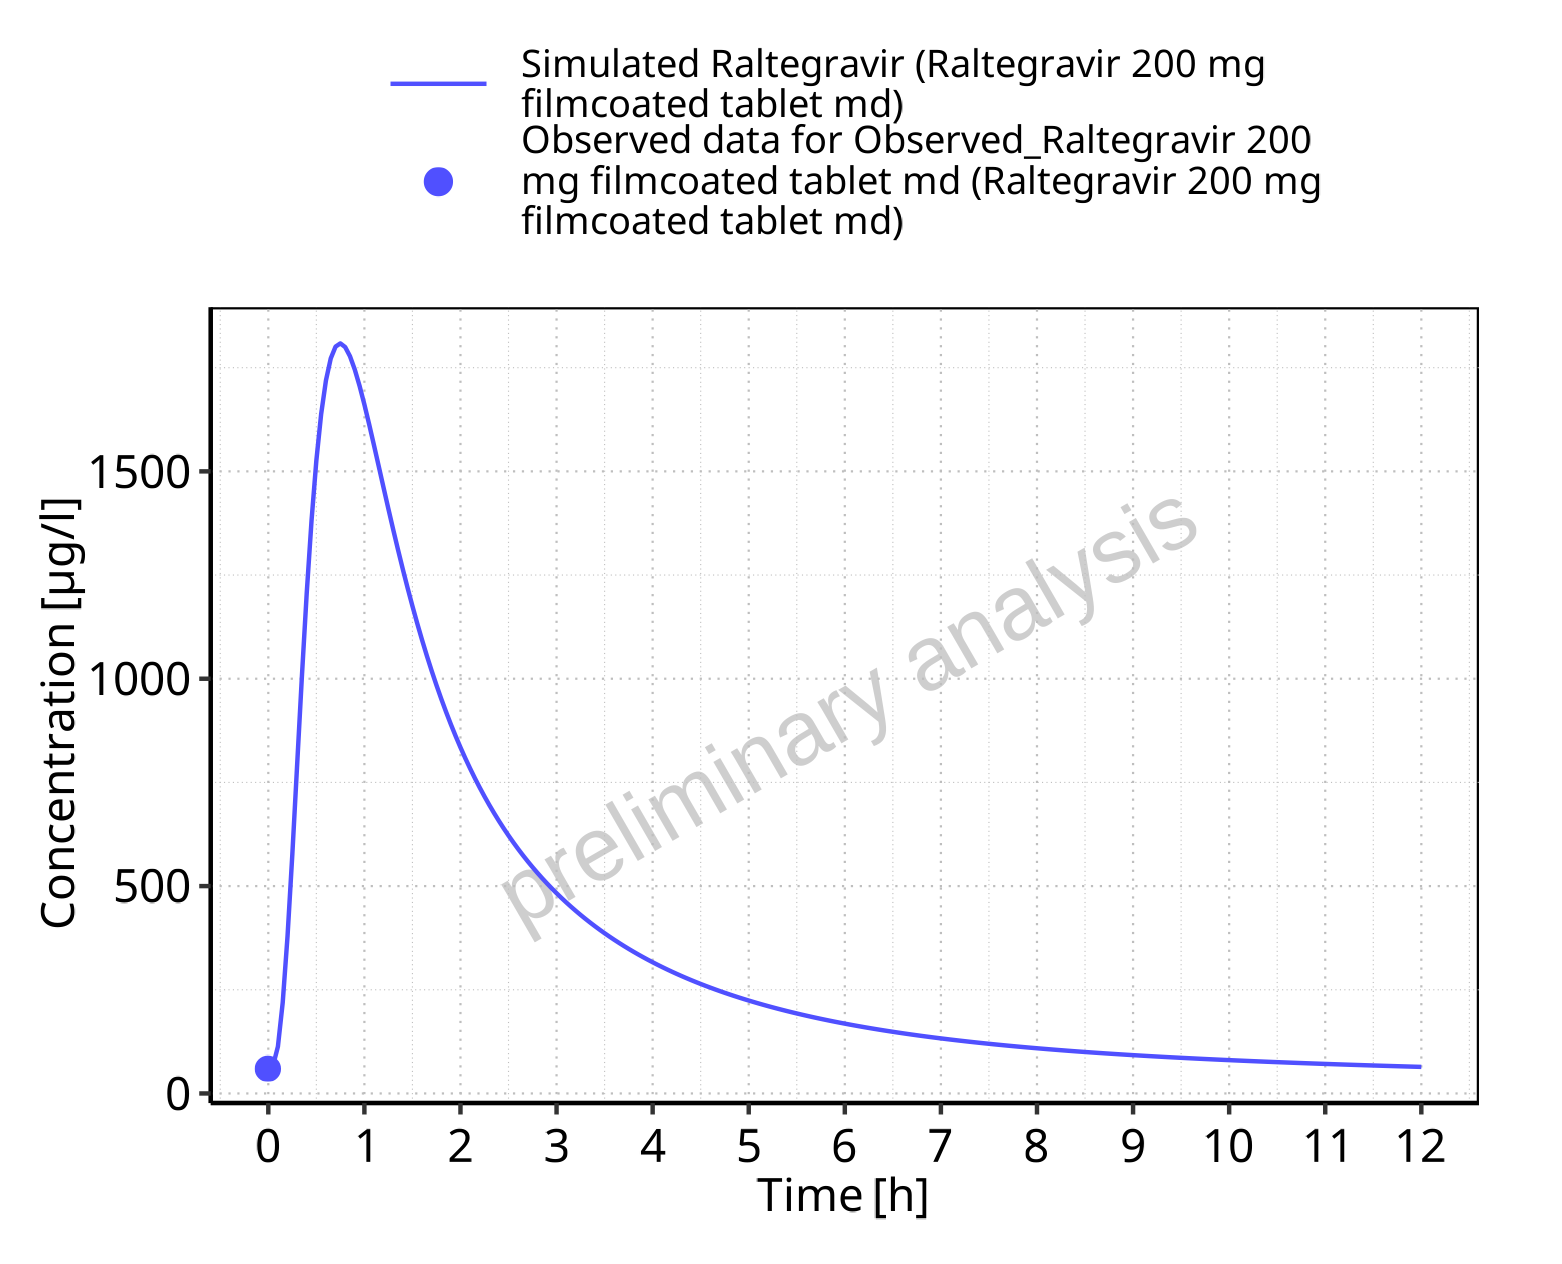 Simulated Raltegravir (Raltegravir 200 mg
filmcoated tablet md)
Observed data for Observed_Raltegravir 200
mg filmcoated tablet md (Raltegravir 200 mg
filmcoated tablet md)
1500
1000
500
0
Concentration [µg/l]
preliminary analysis
0 1 2 3 4 5 6 7 8 9 10 11 12
Time [h]